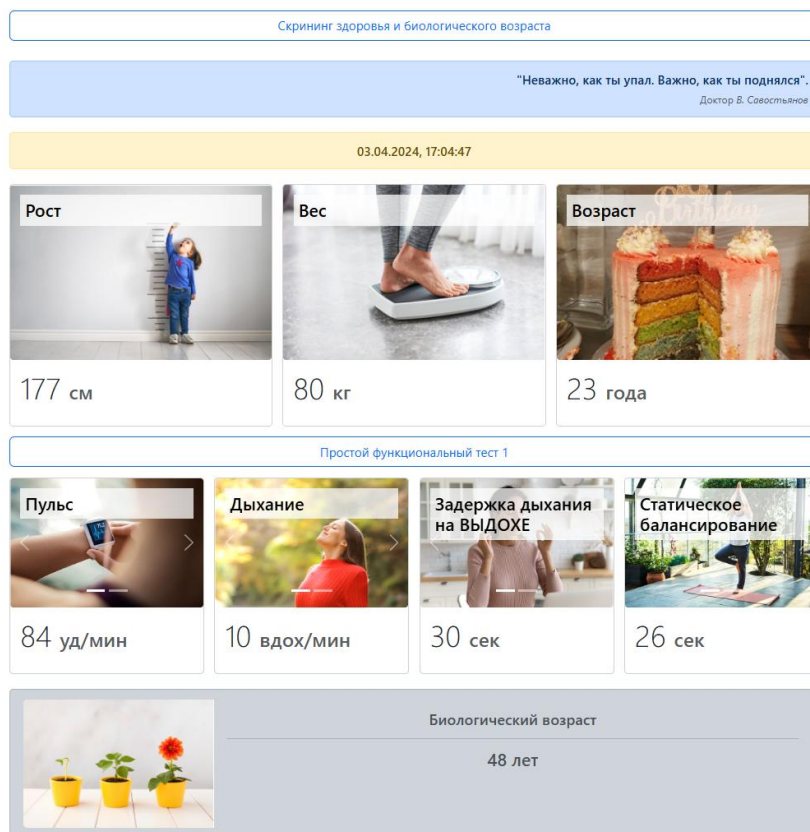 Скрининг здоровья и биологического возраста
"Неважно, как ты упал. Важно, как ты поднялся".
Доктор В. Савостьянов
03.04.2024, 17:04:47
Рост
Вес
Возраст
177 см
80 кг
23 года
Простой функциональный тест 1
Пульс
Дыхание
Задержка дыхания
на ВЫДОХЕ
Статическое
балансирование
84 уд/мин
10 вдох/мин
30 сек
26 сек
Биологический возраст
48 лет